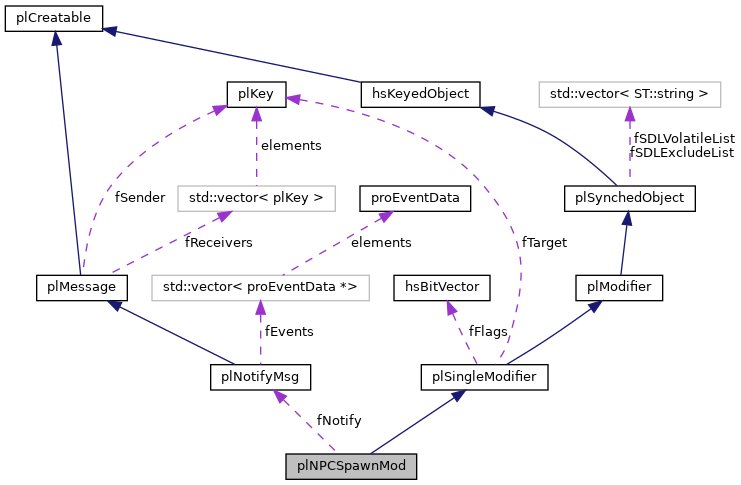 plCreatable
plKey
hsKeyedObject
std::vector< ST::string >
elements
fSDLVolatileList
fSDLExcludeList
fSender
std::vector< plKey >
proEventData
plSynchedObject
fReceivers
elements
fTarget
plMessage
std::vector< proEventData *>
hsBitVector
plModifier
fEvents
fFlags
plNotifyMsg
plSingleModifier
fNotify
plNPCSpawnMod